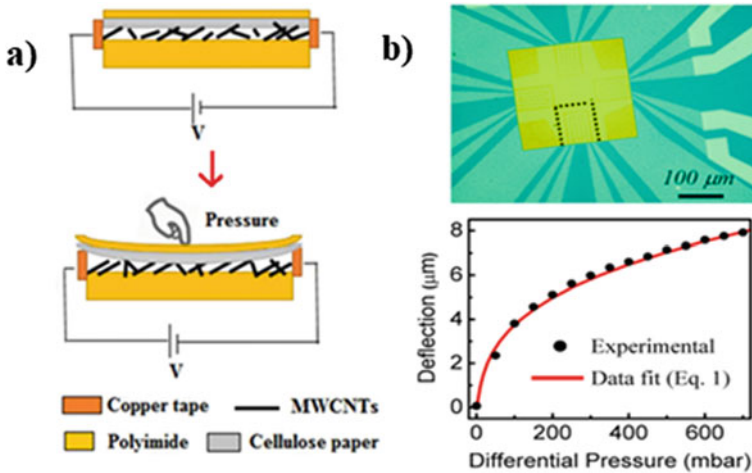 a)
V
Pressure
V
Copper tape MWCNTs
Polyimide Cellulose paper
b)
100 µm
8
6
4
2
0
Deflection (µm)
Experimental
Data fit (Eq. 1)
0 200 400 600
Differential Pressure (mbar)